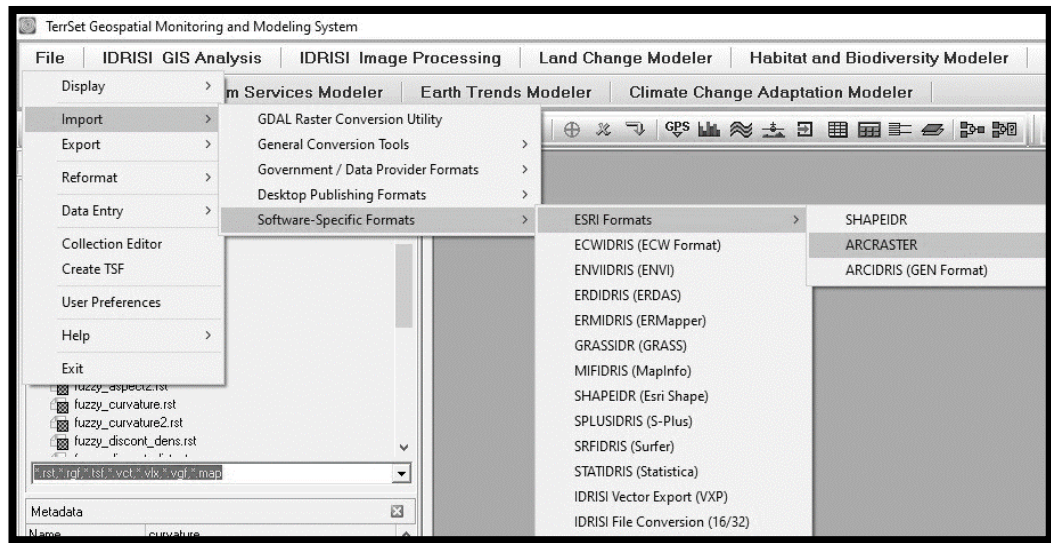 TerrSet Geospatial Monitoring and Modeling System
File IDRISI GIS Analysis IDRISI Image Processing Land Change Modeler Habitat and Biodiversity Modeler
m Services Modeler Earth Trends Modeler Climate Change Adaptation Modeler
Display
Import
Export
Reformat
Data Entry
Collection Editor
Create TSF
User Preferences
Help
Exit
GDAL Raster Conversion Utility
General Conversion Tools
Government / Data Provider Formats
Desktop Publishing Formats
Software-Specific Formats
GPS
ESRI Formats
ECWIDRIS (ECW Format)
ENVIIDRIS (ENVI)
ERDIDRIS (ERDAS)
ERMIDRIS (ERMapper)
GRASSIDR (GRASS)
MIFIDRIS (MapInfo)
SHAPEIDR (Esri Shape)
SPLUSIDRIS (S-Plus)
SRFIDRIS (Surfer)
STATIDRIS (Statistica)
IDRISI Vector Export (VXP)
IDRISI File Conversion (16/32)
SHAPEIDR
ARCRASTER
ARCIDRIS (GEN Format)
fuzzy_aspect2.rst
fuzzy_curvature.rst
fuzzy_curvature2.rst
fuzzy_discont_dens.rst
*.rst,*.rgf,*.tsf,*.vct,*.vlx,*.vgf,*.map
Metadata
Name curvature